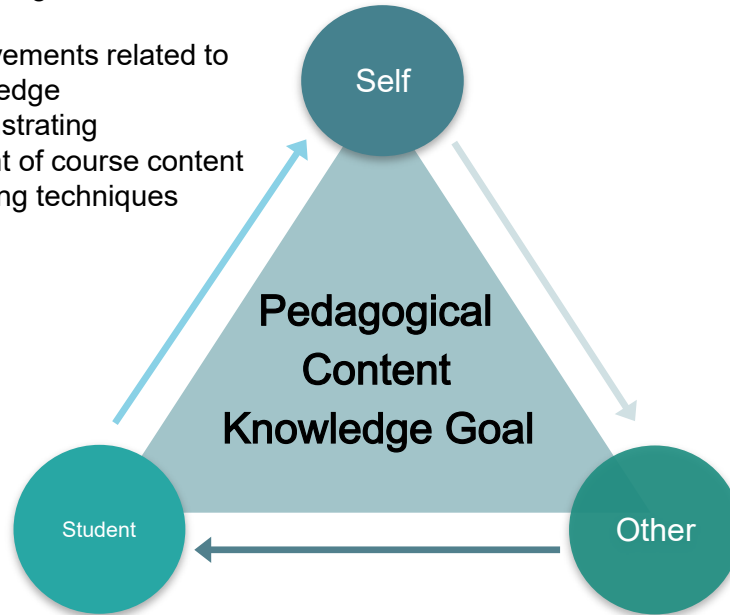 vements related to
edge
strating
t of course content
ng techniques
Self
Pedagogical
Content
Knowledge Goal
Student
Other